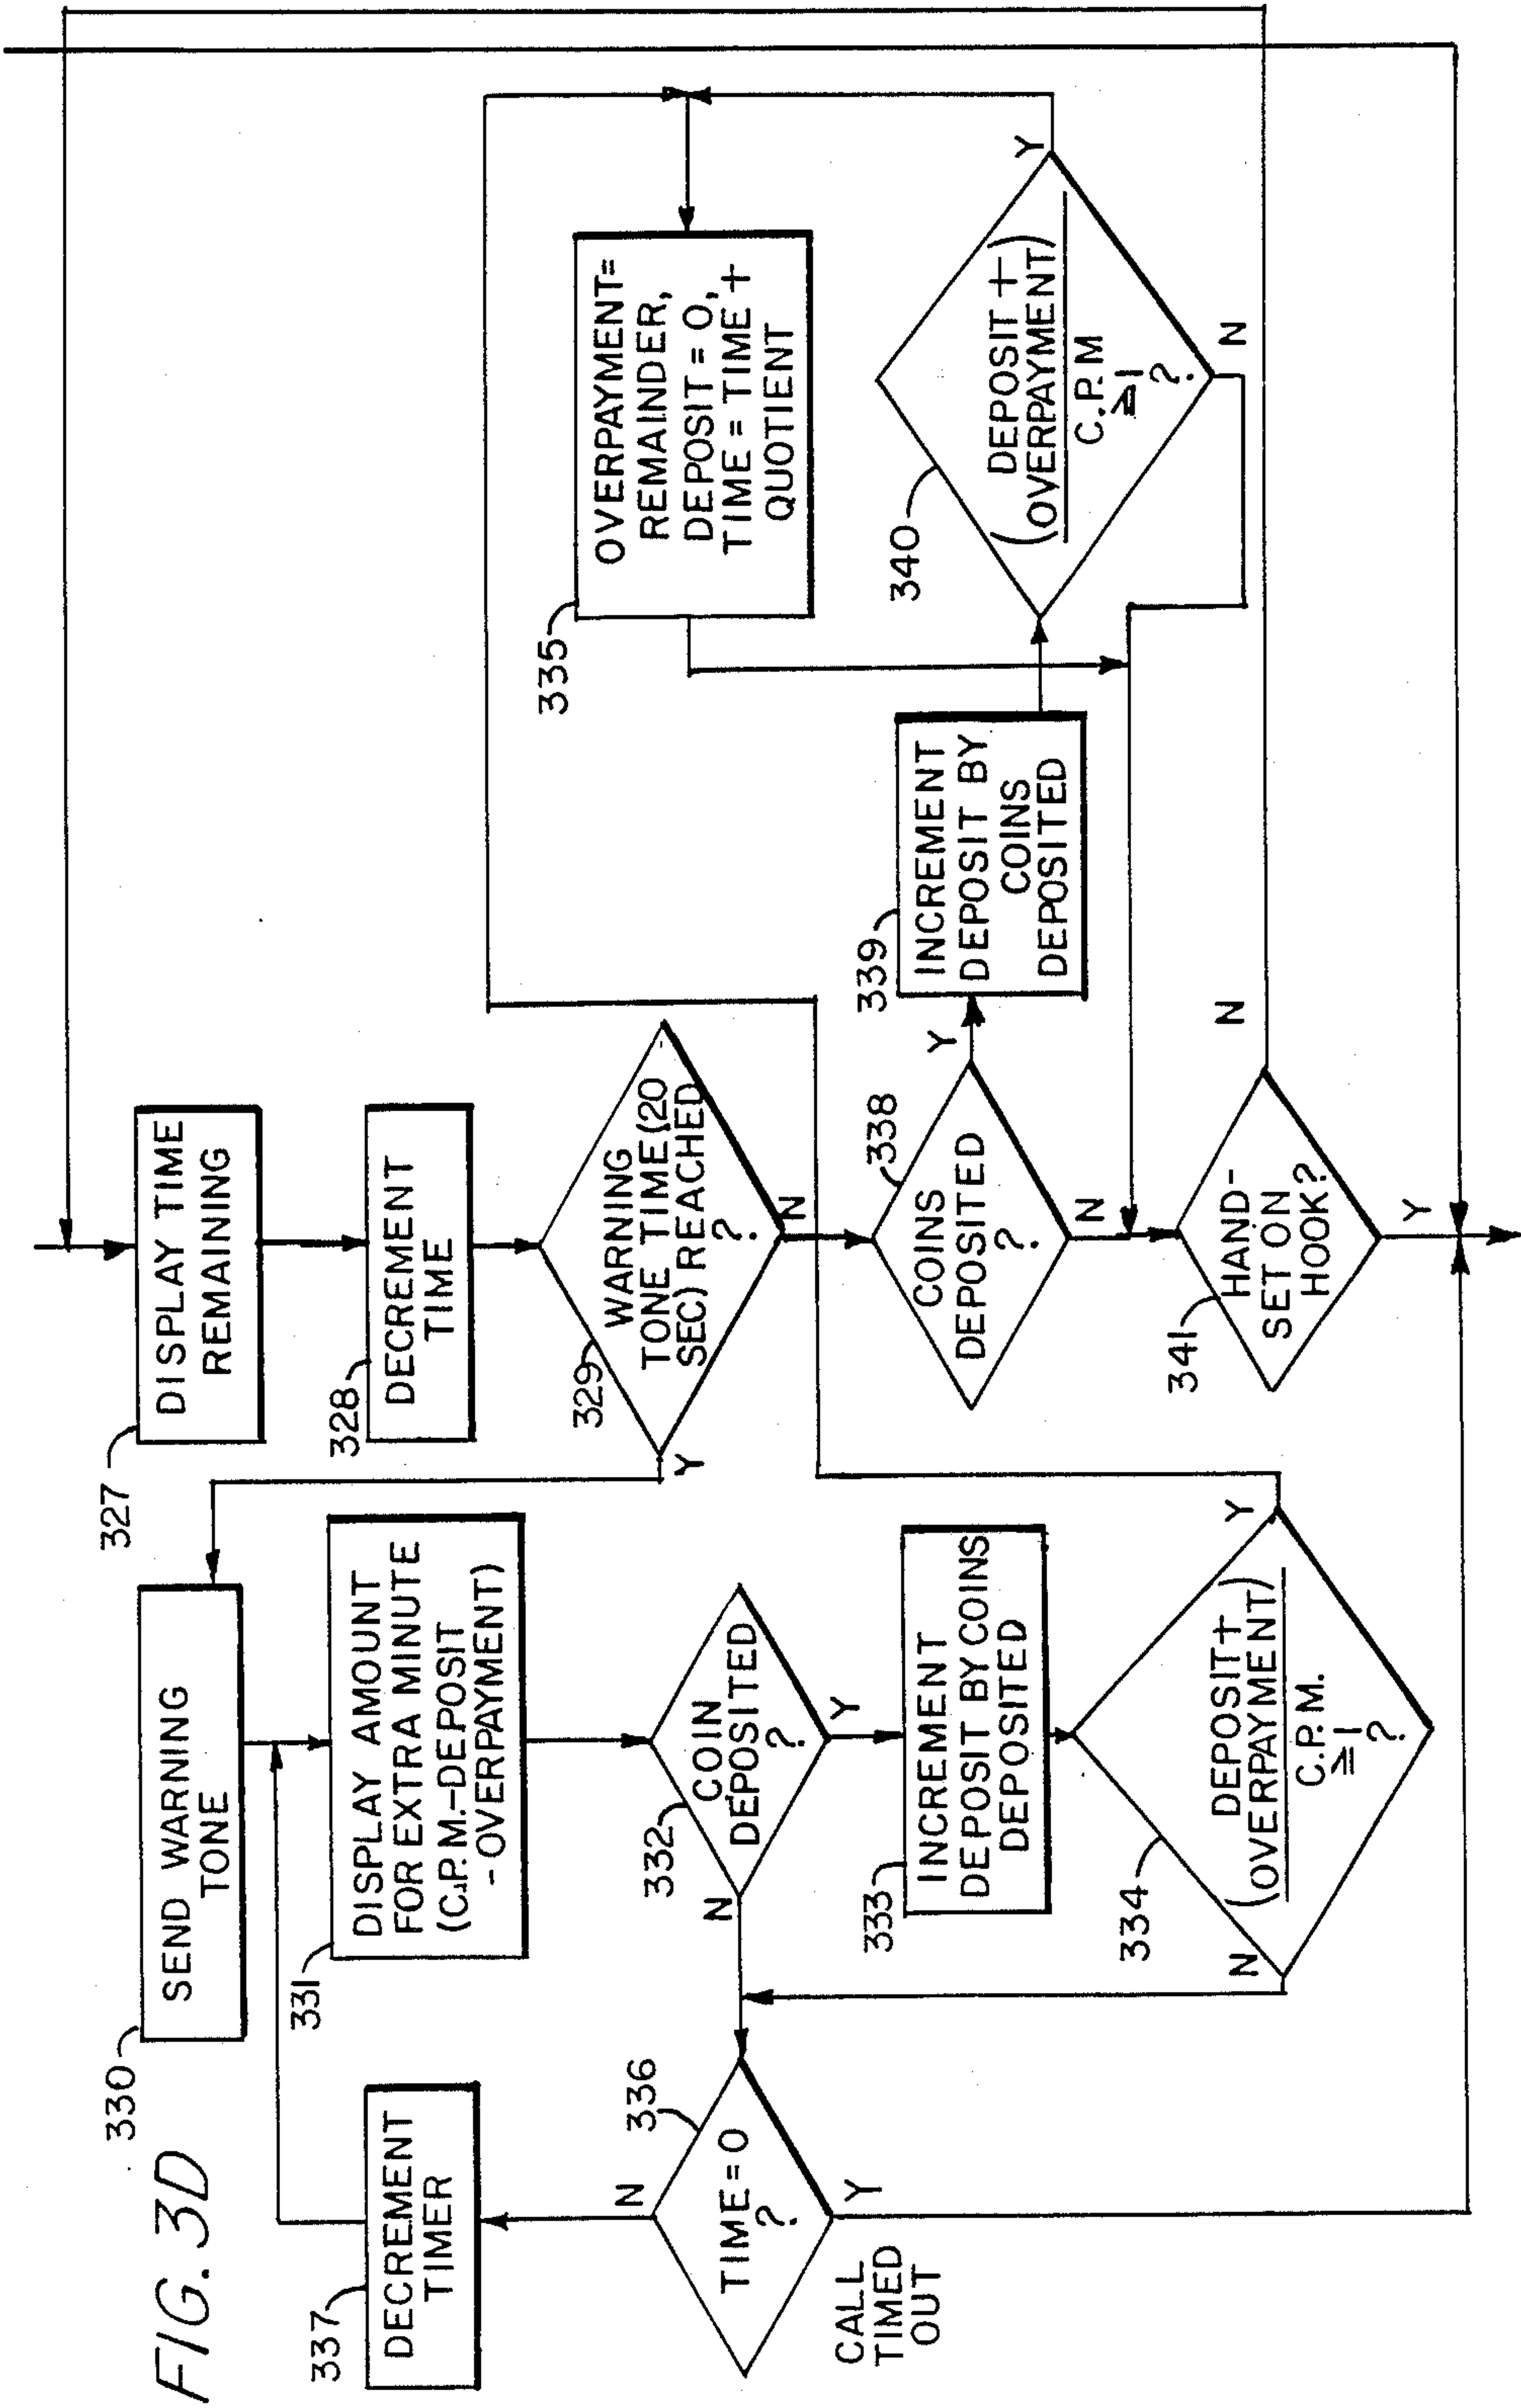 FIG. 3D
330
SEND WARNING
TONE
327
DISPLAY TIME
REMAINING
337
DECREMENT
TIMER
331
DISPLAY AMOUNT
FOR EXTRA MINUTE
(C.P.M.-DEPOSIT
- OVERPAYMENT)
328
DECREMENT
TIME
329
WARNING
TONE TIME (20
SEC) REACHED
?
Y
N
335
OVERPAYMENT=
REMAINDER,
DEPOSIT = 0,
TIME = TIME +
QUOTIENT
336
TIME = 0
?
N
Y
CALL
TIMED
OUT
332
COIN
DEPOSITED
?
N
Y
333
INCREMENT
DEPOSIT BY COINS
DEPOSITED
334
(DEPOSIT+
OVERPAYMENT)
C.P.M.
≥ 1
?
N
Y
338
COINS
DEPOSITED
?
Y
N
339
INCREMENT
DEPOSIT BY
COINS
DEPOSITED
340
(DEPOSIT +
OVERPAYMENT)
C.P.M
≥ 1
?
Y
N
341
HAND-
SET ON
HOOK?
N
Y